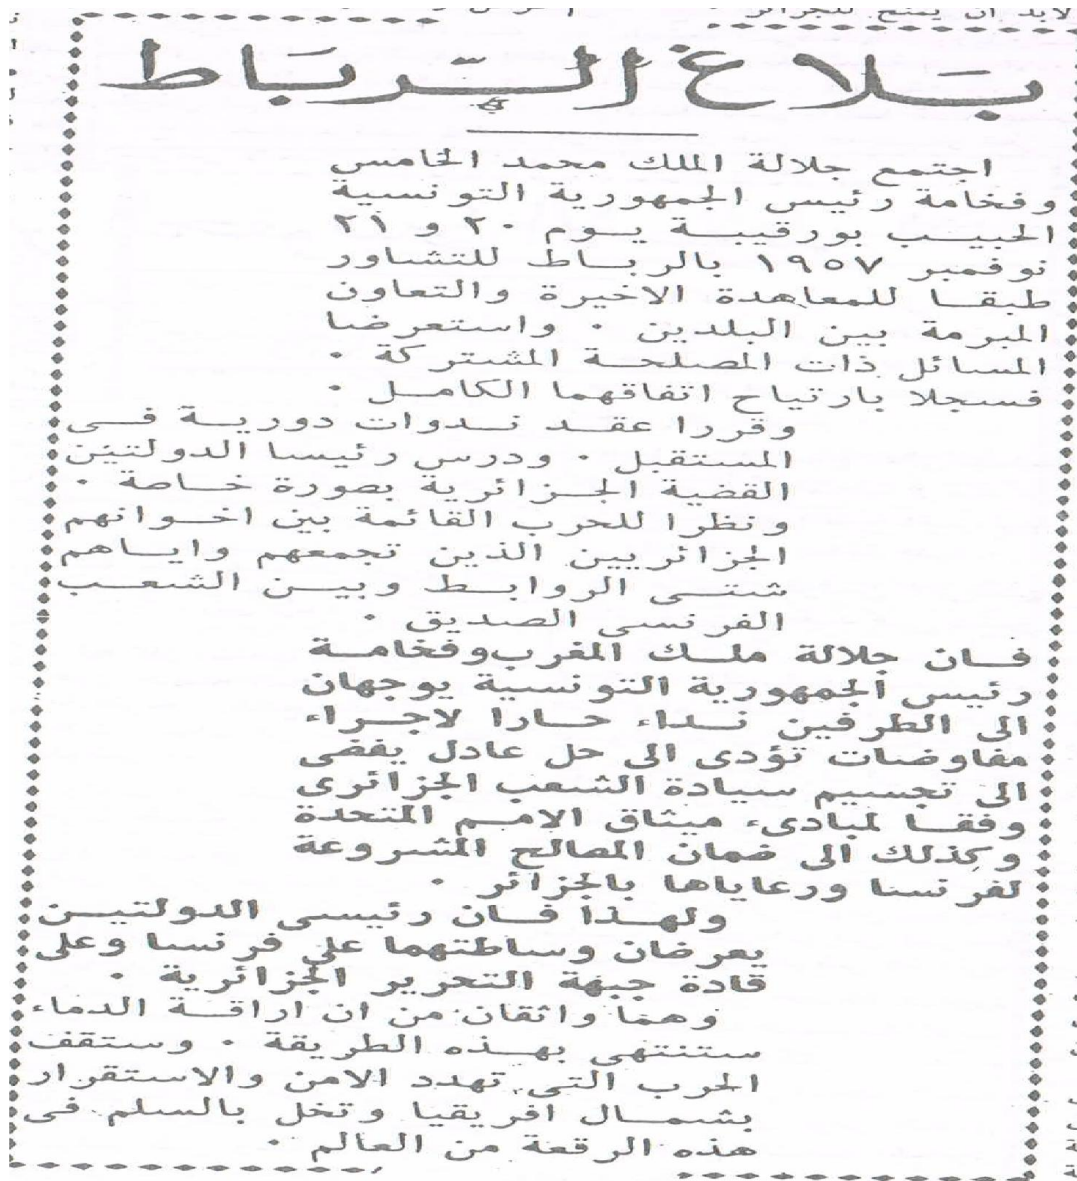 بَلاغ الرّبَاط
اجتمع جلالة الملك محمد الخامس
وفخامة رئيس الجمهورية التونسية
الحبيب بورقيبة يوم ٢٠ و ٢١
نوفمبر ١٩٥٧ بالرباط للتشاور
طبقا للمعاهدة الاخيرة والتعاون
المبرمة بين البلدين . واستعرضا
المسائل ذات المصلحة المشتركة .
فسجلا بارتياح اتفاقهما الكامل .
وقررا عقد ندوات دورية فى
المستقبل . ودرس رئيسا الدولتين
القضية الجزائرية بصورة خاصة .
ونظرا للحرب القائمة بين اخوانهم
الجزائريين الذين تجمعهم واياهم
شتى الروابط وبين الشعب
الفرنسى الصديق .
فان جلالة ملك المغرب وفخامة
رئيس الجمهورية التونسية يوجهان
الى الطرفين نداء حارا لاجراء
مفاوضات تؤدى الى حل عادل يفضى
الى تجسيم سيادة الشعب الجزائرى
وفقا لمبادىء ميثاق الامم المتحدة
وكذلك الى ضمان المصالح المشروعة
لفرنسا ورعاياها بالجزائر .
ولهذا فان رئيسى الدولتين
يعرضان وساطتهما على فرنسا وعلى
قادة جبهة التحرير الجزائرية .
وهما واثقان من ان اراقة الدماء
ستنتهى بهذه الطريقة . وستقف
الحرب التى تهدد الامن والاستقرار
بشمال افريقيا وتخل بالسلم فى
هذه الرقعة من العالم .